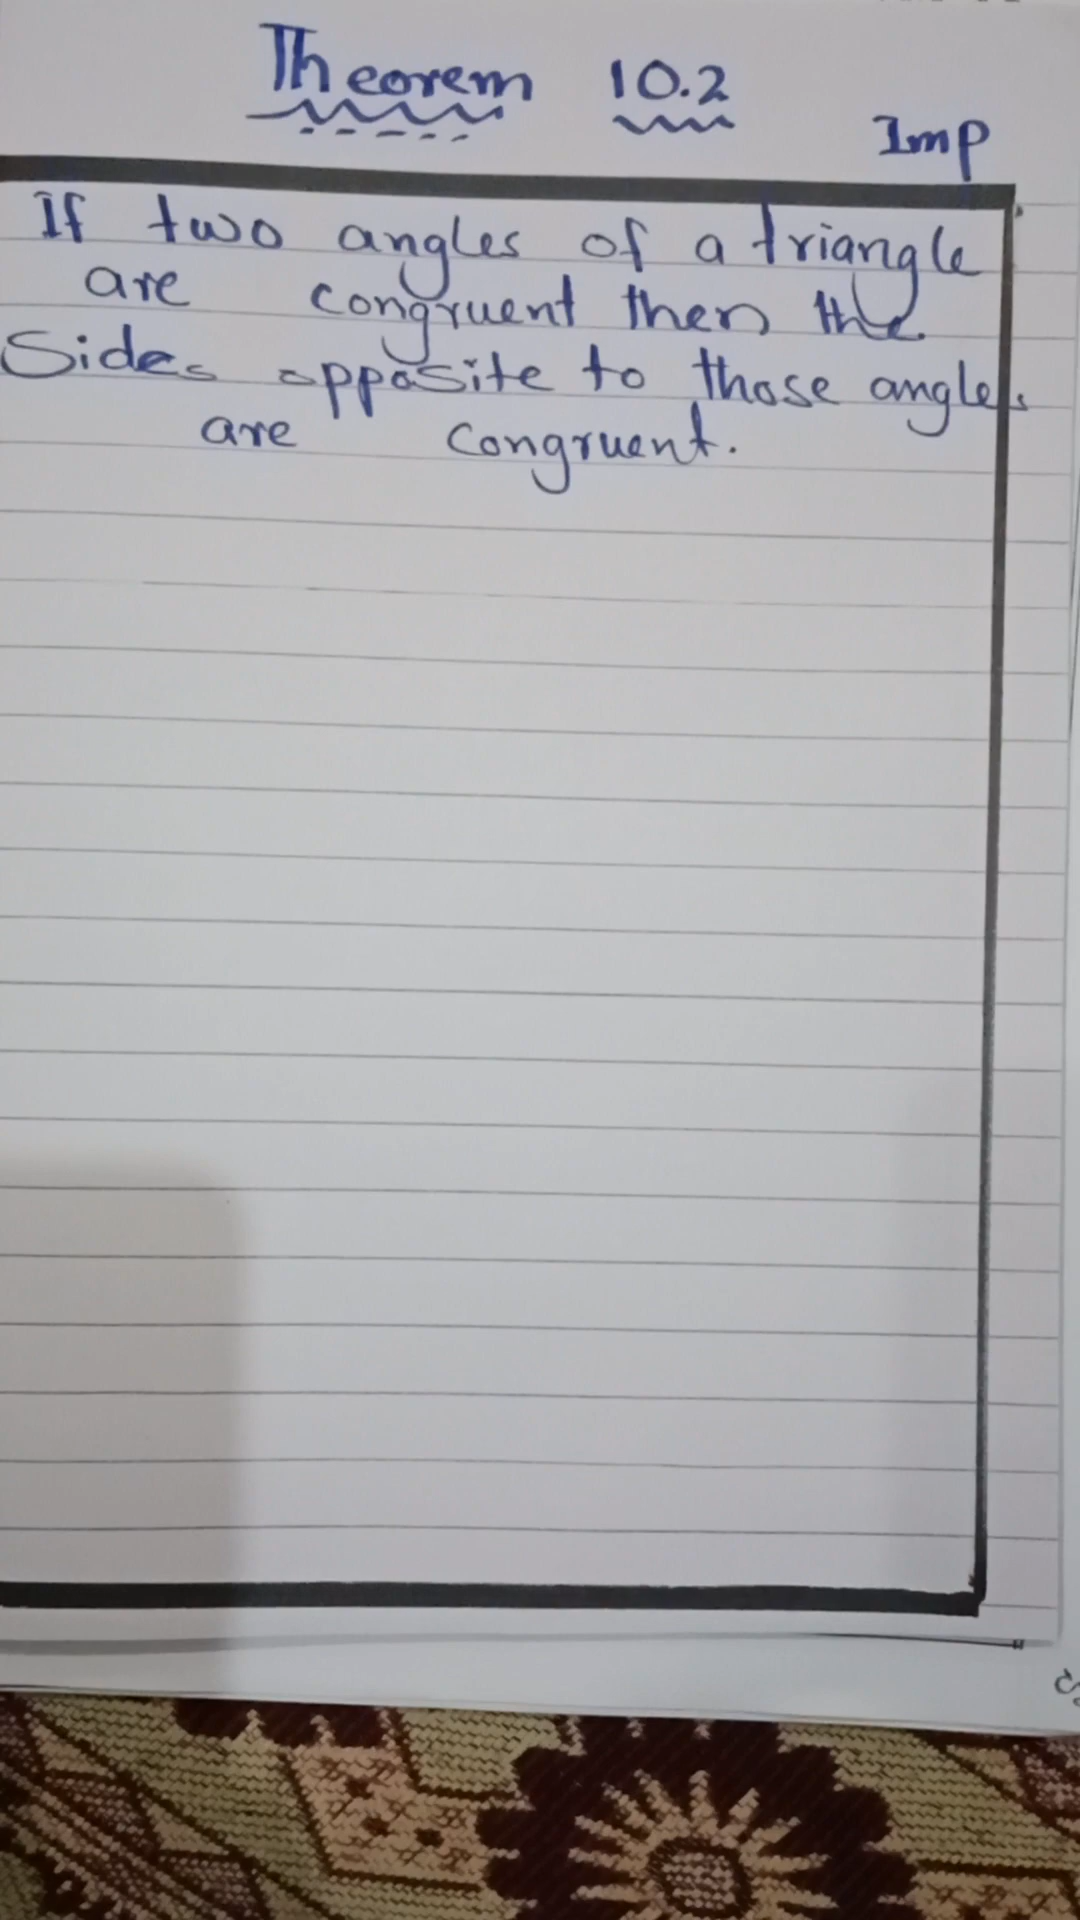 Theorem 10.2
Imp
If two angles of a triangle
are congruent then the
Sides opposite to those angles
are congruent.